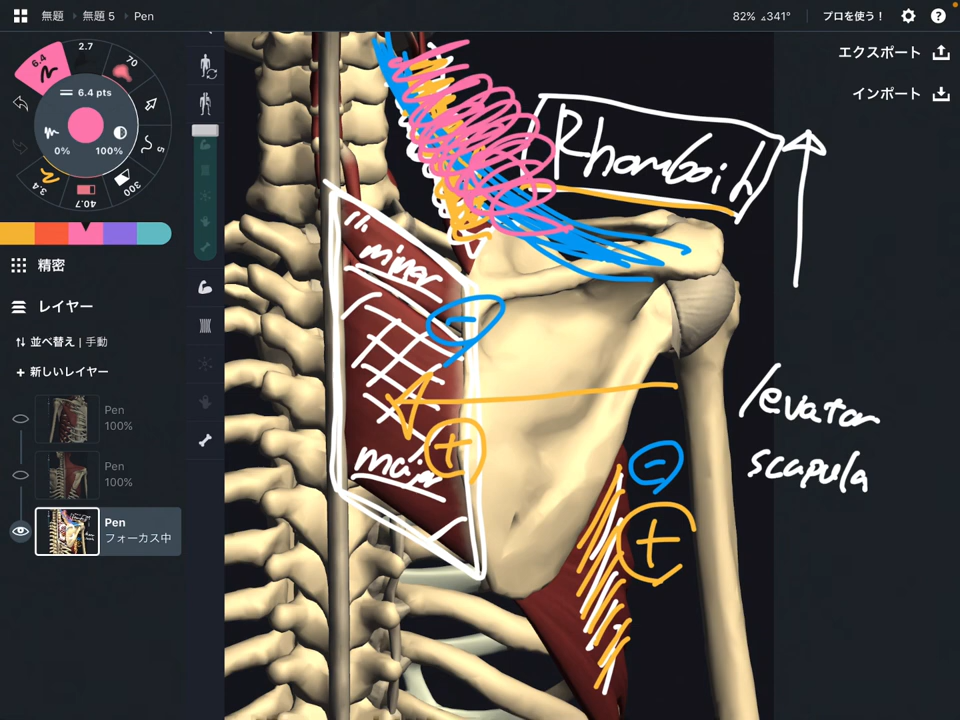 無題 › 無題 5 › Pen
82% ⦟341°
プロを使う!
?
エクスポート
インポート
2.7
6.4
70
6.4 pts
5
0% 100%
3.4
300
40.7
精密
レイヤー
並べ替え | 手動
+ 新しいレイヤー
Pen
100%
Pen
100%
Pen
フォーカス中
Rhomboid
miner
major
−
+
−
+
levator
scapula